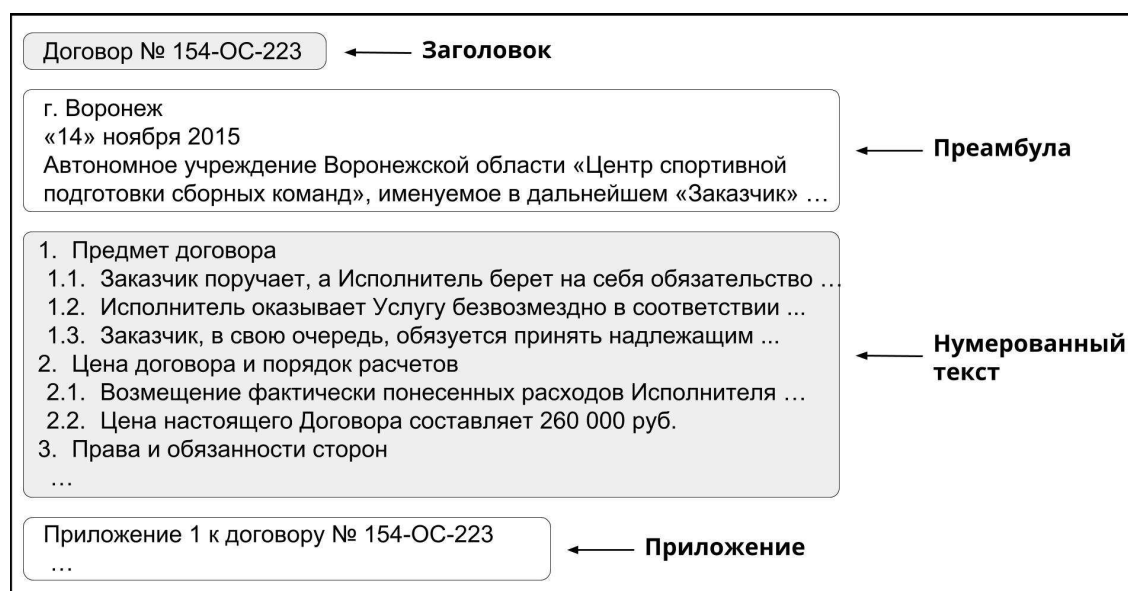 Договор № 154-ОС-223
Заголовок
г. Воронеж
«14» ноября 2015
Автономное учреждение Воронежской области «Центр спортивной
подготовки сборных команд», именуемое в дальнейшем «Заказчик» …
Преамбула
1. Предмет договора
1.1. Заказчик поручает, а Исполнитель берет на себя обязательство …
1.2. Исполнитель оказывает Услугу безвозмездно в соответствии ...
1.3. Заказчик, в свою очередь, обязуется принять надлежащим ...
2. Цена договора и порядок расчетов
2.1. Возмещение фактически понесенных расходов Исполнителя …
2.2. Цена настоящего Договора составляет 260 000 руб.
3. Права и обязанности сторон
…
Нумерованный
текст
Приложение 1 к договору № 154-ОС-223
…
Приложение